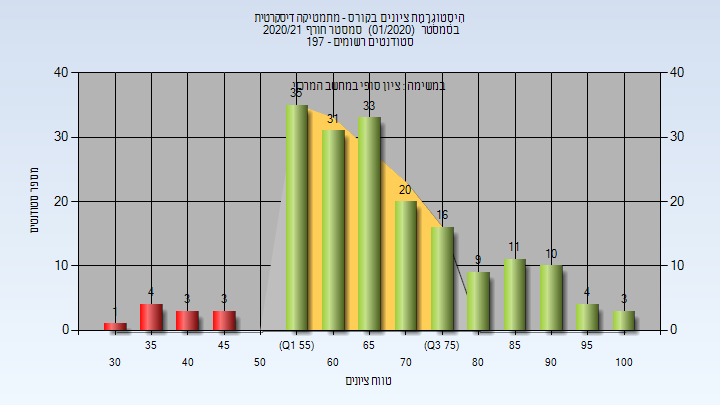 היסטוגרמת ציונים בקורס - מתמטיקה דיסקרטית
בסמסטר (01/2020) סמסטר חורף 2020/21
סטודנטים רשומים - 197
במשימה : ציון סופי במחשב המרכזי
מספר סטודנטים
40 40
30 30
20 20
10 10
0 0
1 4 3 3 35 31 33 20 16 9 11 10 4 3
35 45 (Q1 55) 65 (Q3 75) 85 95
30 40 50 60 70 80 90 100
טווח ציונים